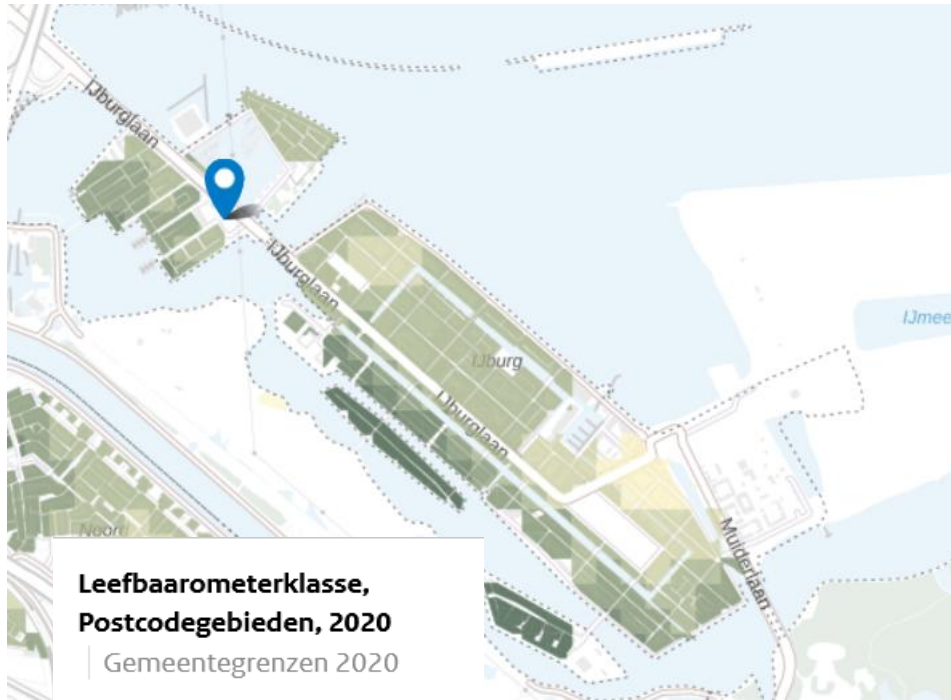 IJburglaan
IJburglaan
IJmee
IJburg
IJburglaan
Noord
Muiderlaan
Leefbaarometerklasse,
Postcodegebieden, 2020
Gemeentegrenzen 2020